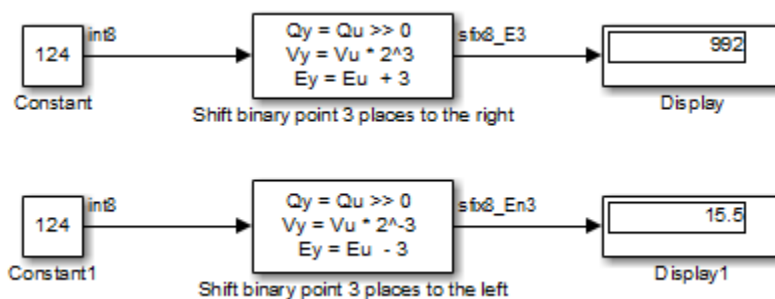 int8
sfix8_E3
124
Qy = Qu >> 0
Vy = Vu * 2^3
Ey = Eu + 3
992
Constant
Shift binary point 3 places to the right
Display
int8
sfix8_En3
124
Qy = Qu >> 0
Vy = Vu * 2^-3
Ey = Eu - 3
15.5
Constant1
Shift binary point 3 places to the left
Display1